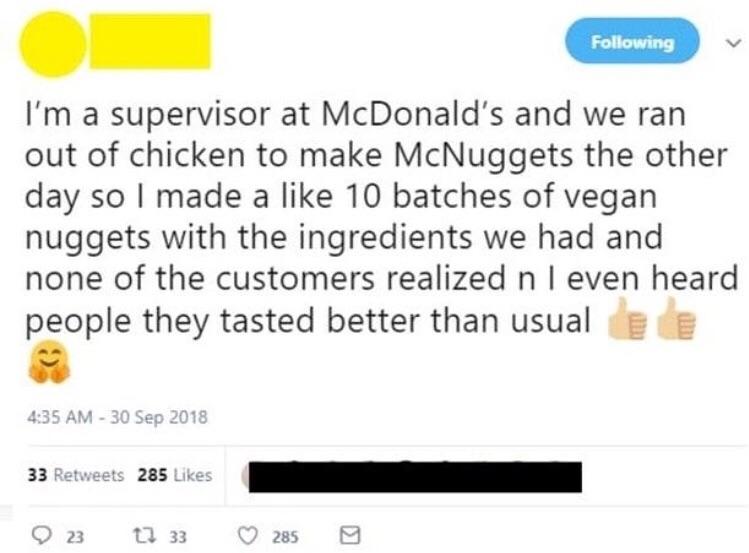 Following
I'm a supervisor at McDonald's and we ran
out of chicken to make McNuggets the other
day so I made a like 10 batches of vegan
nuggets with the ingredients we had and
none of the customers realized n I even heard
people they tasted better than usual 👍🏼👍🏼
🤗
4:35 AM - 30 Sep 2018
33 Retweets 285 Likes
23 33 285